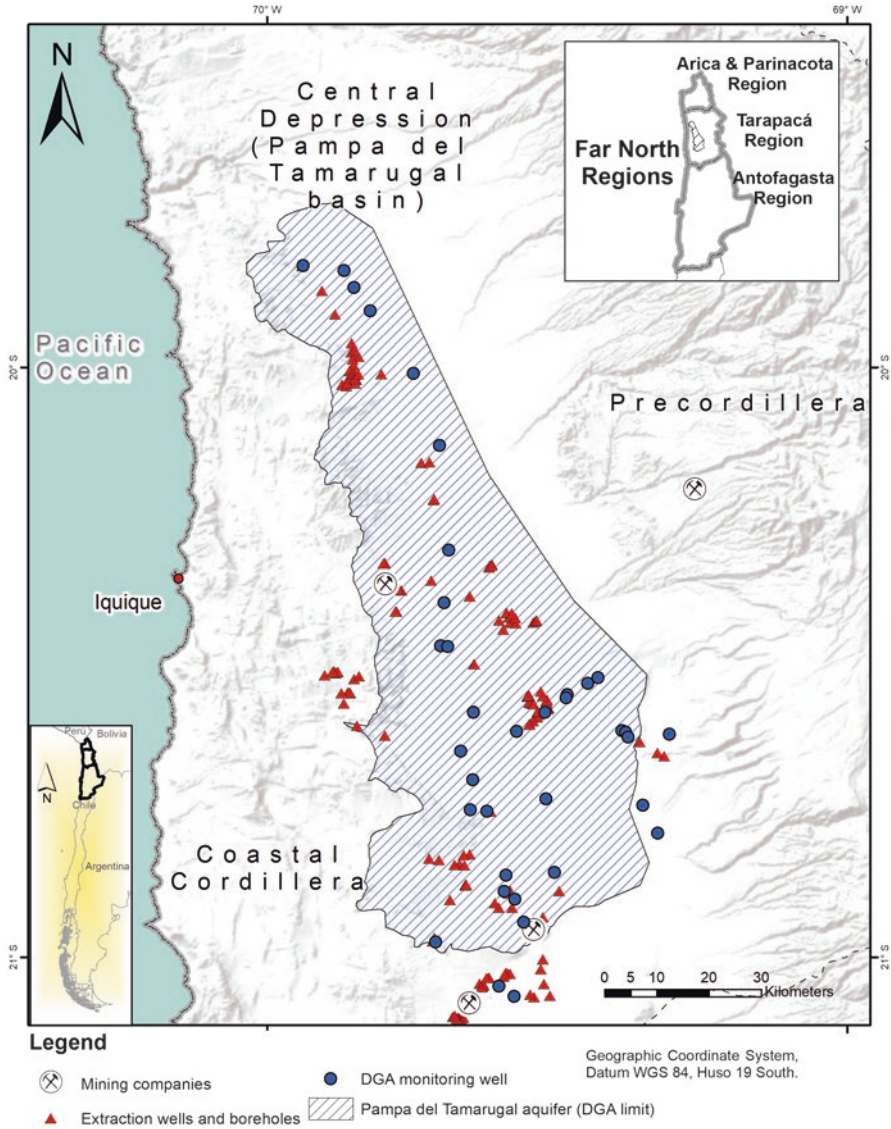 70° W
69° W
N
Central
Depression
(Pampa del
Tamarugal
basin)
Arica & Parinacota
Region
Tarapacá
Region
Far North
Regions
Antofagasta
Region
Pacific
Ocean
20° S
20° S
Precordillera
Iquique
Perú
Bolivia
N
Chile
Argentina
Coastal
Cordillera
21° S
21° S
0 5 10 20 30
Kilometers
Legend
Mining companies
DGA monitoring well
Extraction wells and boreholes
Pampa del Tamarugal aquifer (DGA limit)
Geographic Coordinate System,
Datum WGS 84, Huso 19 South.